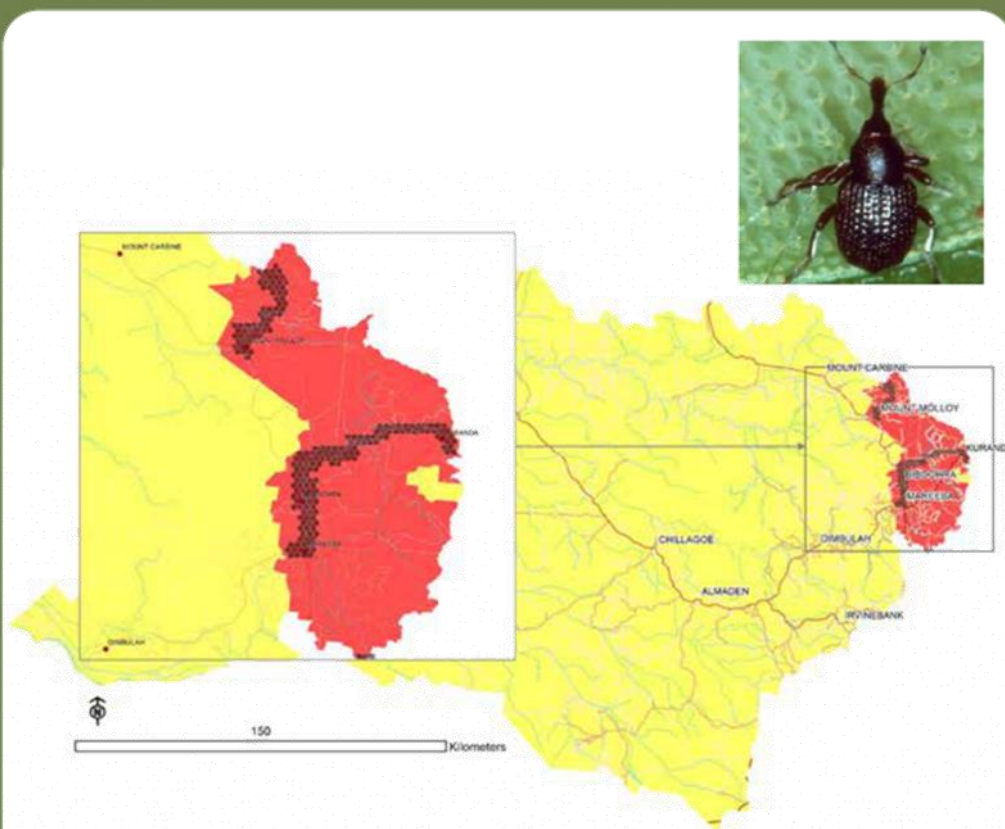 MOUNT CARBINE
MOUNT CARBINE
MOUNT MOLLOY
KURAND
MAREEBA
DIMBULAH
CHILLAGOE
ALMADEN
IRVINEBANK
DIMBULAH
N
150
Kilometers